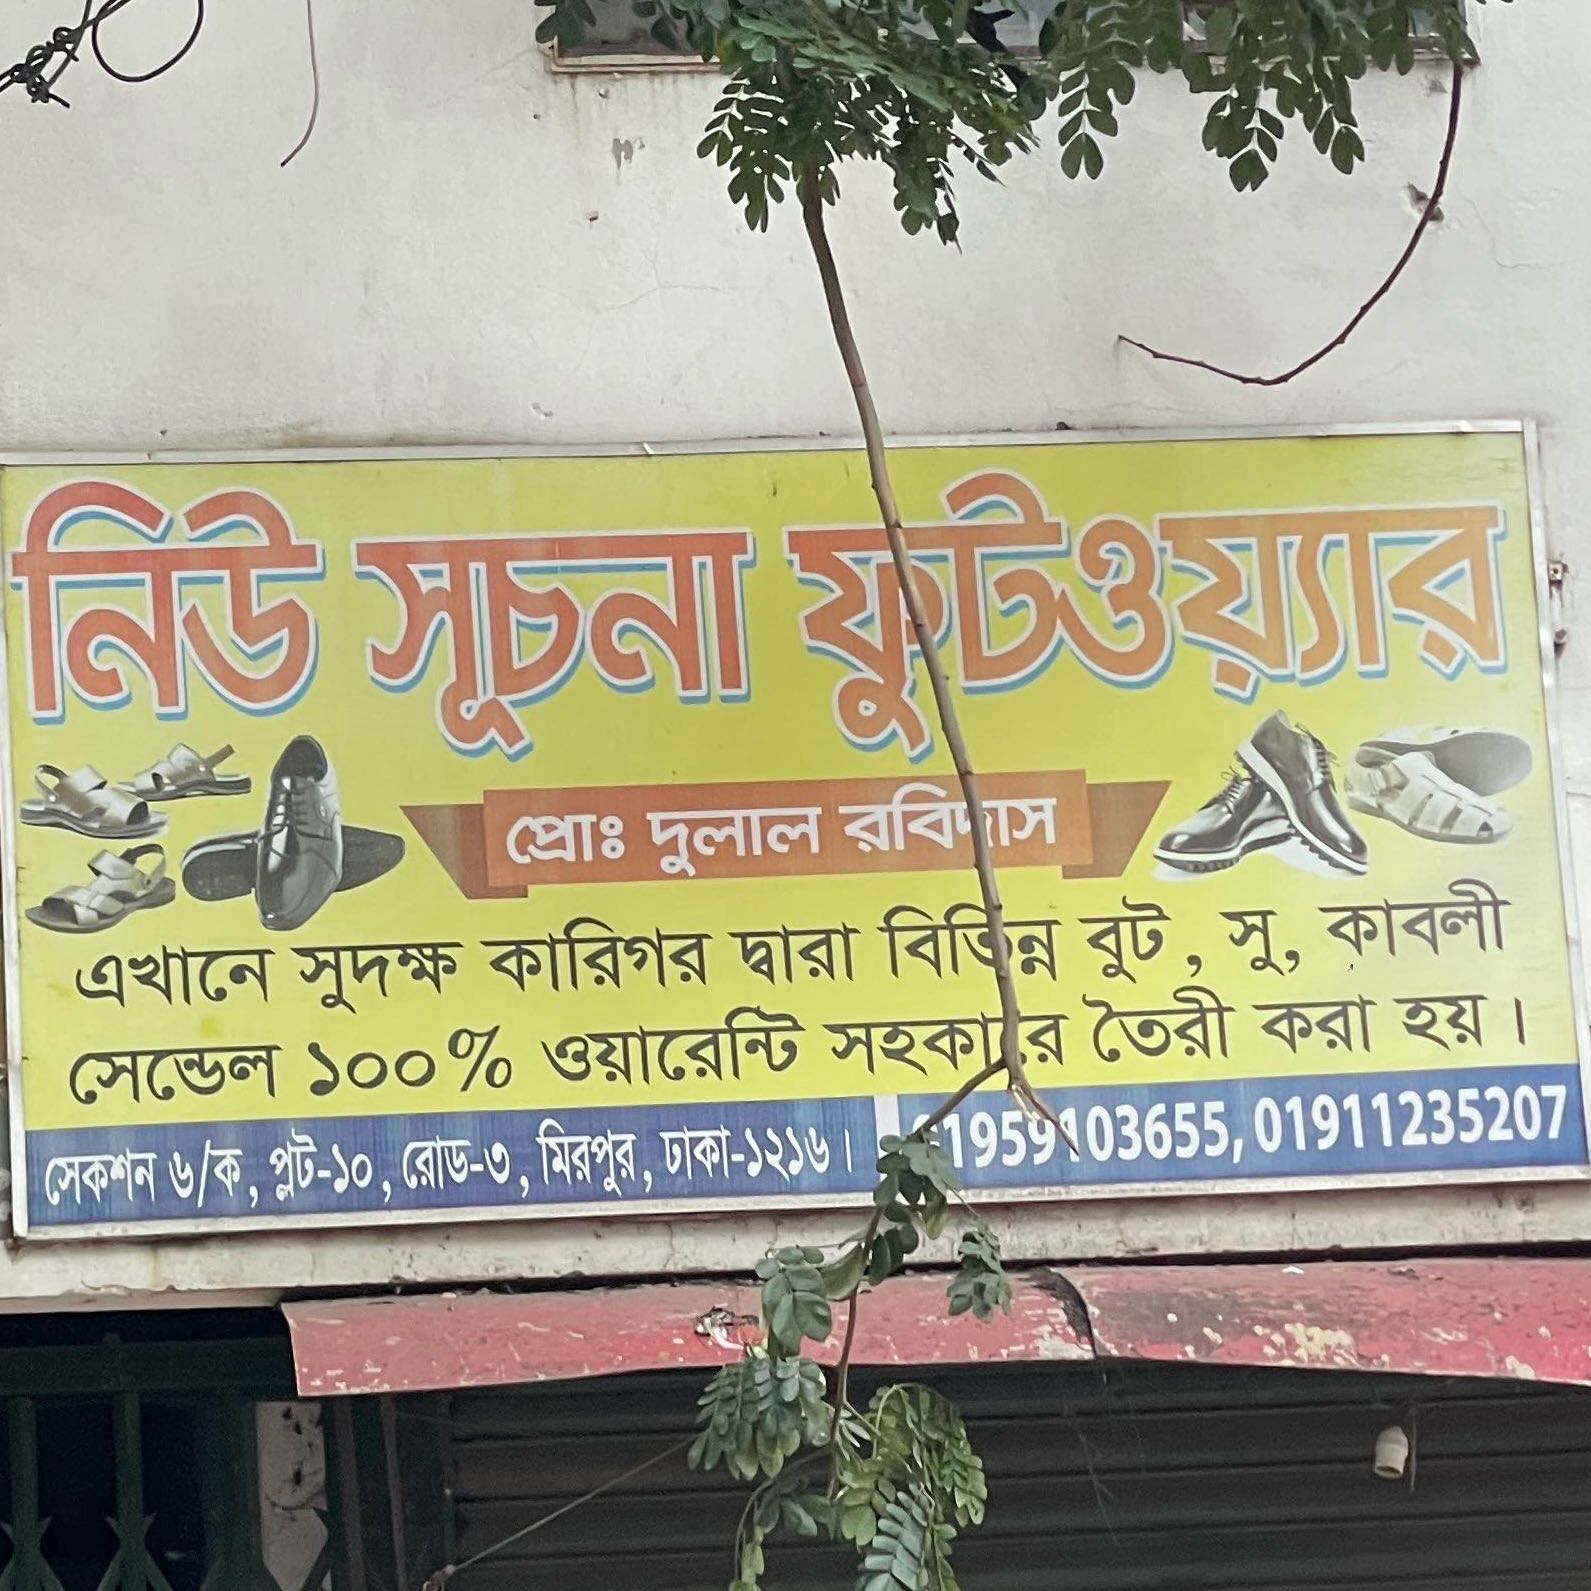 নিউ সূচনা ফুটওয়্যার
প্রোঃ দুলাল রবিদাস
এখানে সুদক্ষ কারিগর দ্বারা বিভিন্ন বুট, সু, কাবলী
সেন্ডেল ১০০% ওয়ারেন্টি সহকারে তৈরী করা হয়।
সেকশন ৬/ক, প্লট-১০, রোড-৩, মিরপুর, ঢাকা-১২১৬।
01959103655, 01911235207